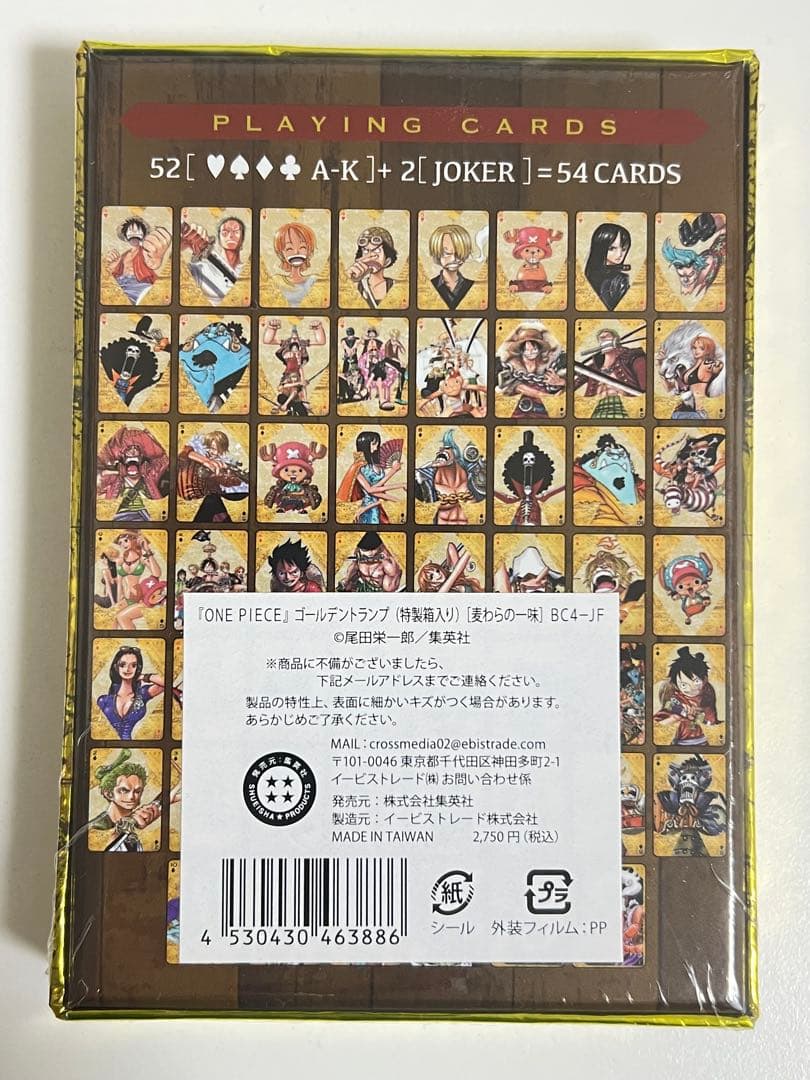 PLAYING CARDS
52 [ ♥♠♦♣ A-K ] + 2 [ JOKER ] = 54 CARDS
『ONE PIECE』ゴールデントランプ（特製箱入り）［麦わらの一味］BC4-JF
©尾田栄一郎／集英社
※商品に不備がございましたら、
下記メールアドレスまでご連絡ください。
製品の特性上、表面に細かいキズがつく場合があります。
あらかじめご了承ください。
MAIL：crossmedia02@ebistrade.com
〒101-0046 東京都千代田区神田多町2-1
イービストレード㈱ お問い合わせ係
発売元：株式会社集英社
製造元：イービストレード株式会社
MADE IN TAIWAN 2,750円（税込）
発売元：集英社
SHUEISHA★PRODUCTS
4 530430 463886
紙
シール
プラ
外装フィルム：PP